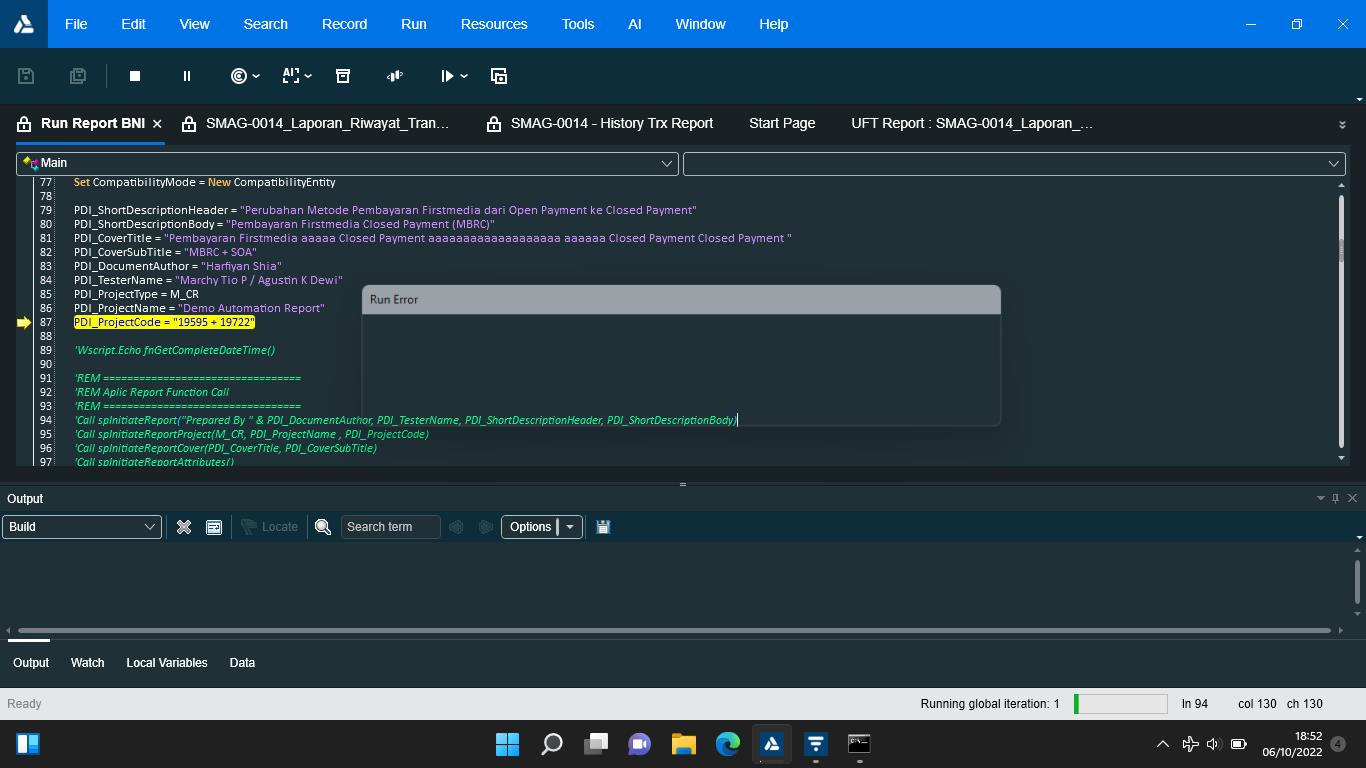 File Edit View Search Record Run Resources Tools AI Window Help
Run Report BNI SMAG-0014_Laporan_Riwayat_Tran... SMAG-0014 - History Trx Report Start Page UFT Report : SMAG-0014_Laporan_...
Main
77 Set CompatibilityMode = New CompatibilityEntity
78
79 PDI_ShortDescriptionHeader = "Perubahan Metode Pembayaran Firstmedia dari Open Payment ke Closed Payment"
80 PDI_ShortDescriptionBody = "Pembayaran Firstmedia Closed Payment (MBRC)"
81 PDI_CoverTitle = "Pembayaran Firstmedia aaaaa Closed Payment aaaaaaaaaaaaaaaaaaa aaaaaa Closed Payment Closed Payment "
82 PDI_CoverSubTitle = "MBRC + SOA"
83 PDI_DocumentAuthor = "Harfiyan Shia"
84 PDI_TesterName = "Marchy Tio P / Agustin K Dewi"
85 PDI_ProjectType = M_CR
86 PDI_ProjectName = "Demo Automation Report"
87 PDI_ProjectCode = "19595 + 19722"
88
89 'Wscript.Echo fnGetCompleteDateTime()
90
91 'REM =================================
92 'REM Aplic Report Function Call
93 'REM =================================
94 'Call spInitiateReport("Prepared By " & PDI_DocumentAuthor, PDI_TesterName, PDI_ShortDescriptionHeader, PDI_ShortDescriptionBody)
95 'Call spInitiateReportProject(M_CR, PDI_ProjectName , PDI_ProjectCode)
96 'Call spInitiateReportCover(PDI_CoverTitle, PDI_CoverSubTitle)
97 'Call spInitiateReportAttributes()
Run Error
Output
Build Locate Search term Options
Output Watch Local Variables Data
Ready Running global iteration: 1 ln 94 col 130 ch 130
18:52
06/10/2022
4